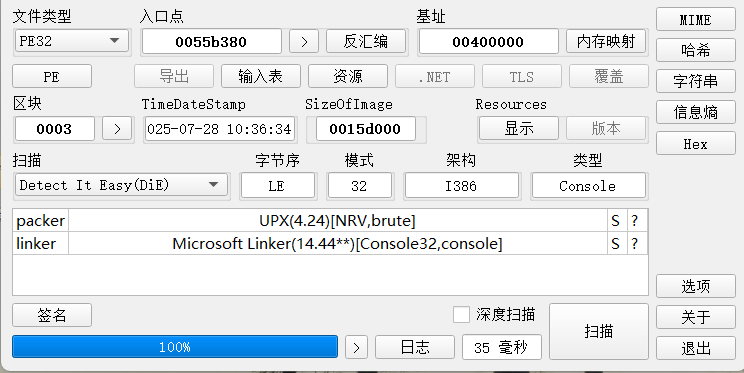 文件类型 入口点 基址 MIME
PE32 0055b380 > 反汇编 00400000 内存映射 哈希
PE 导出 输入表 资源 .NET TLS 覆盖 字符串
区块 TimeDateStamp SizeOfImage Resources 信息熵
0003 > 025-07-28 10:36:34 0015d000 显示 版本 Hex
扫描 字节序 模式 架构 类型
Detect It Easy(DiE) LE 32 I386 Console
packer UPX(4.24)[NRV,brute] S ?
linker Microsoft Linker(14.44**)[Console32,console] S ?
选项
签名 深度扫描 扫描 关于
100% > 日志 35 毫秒 退出